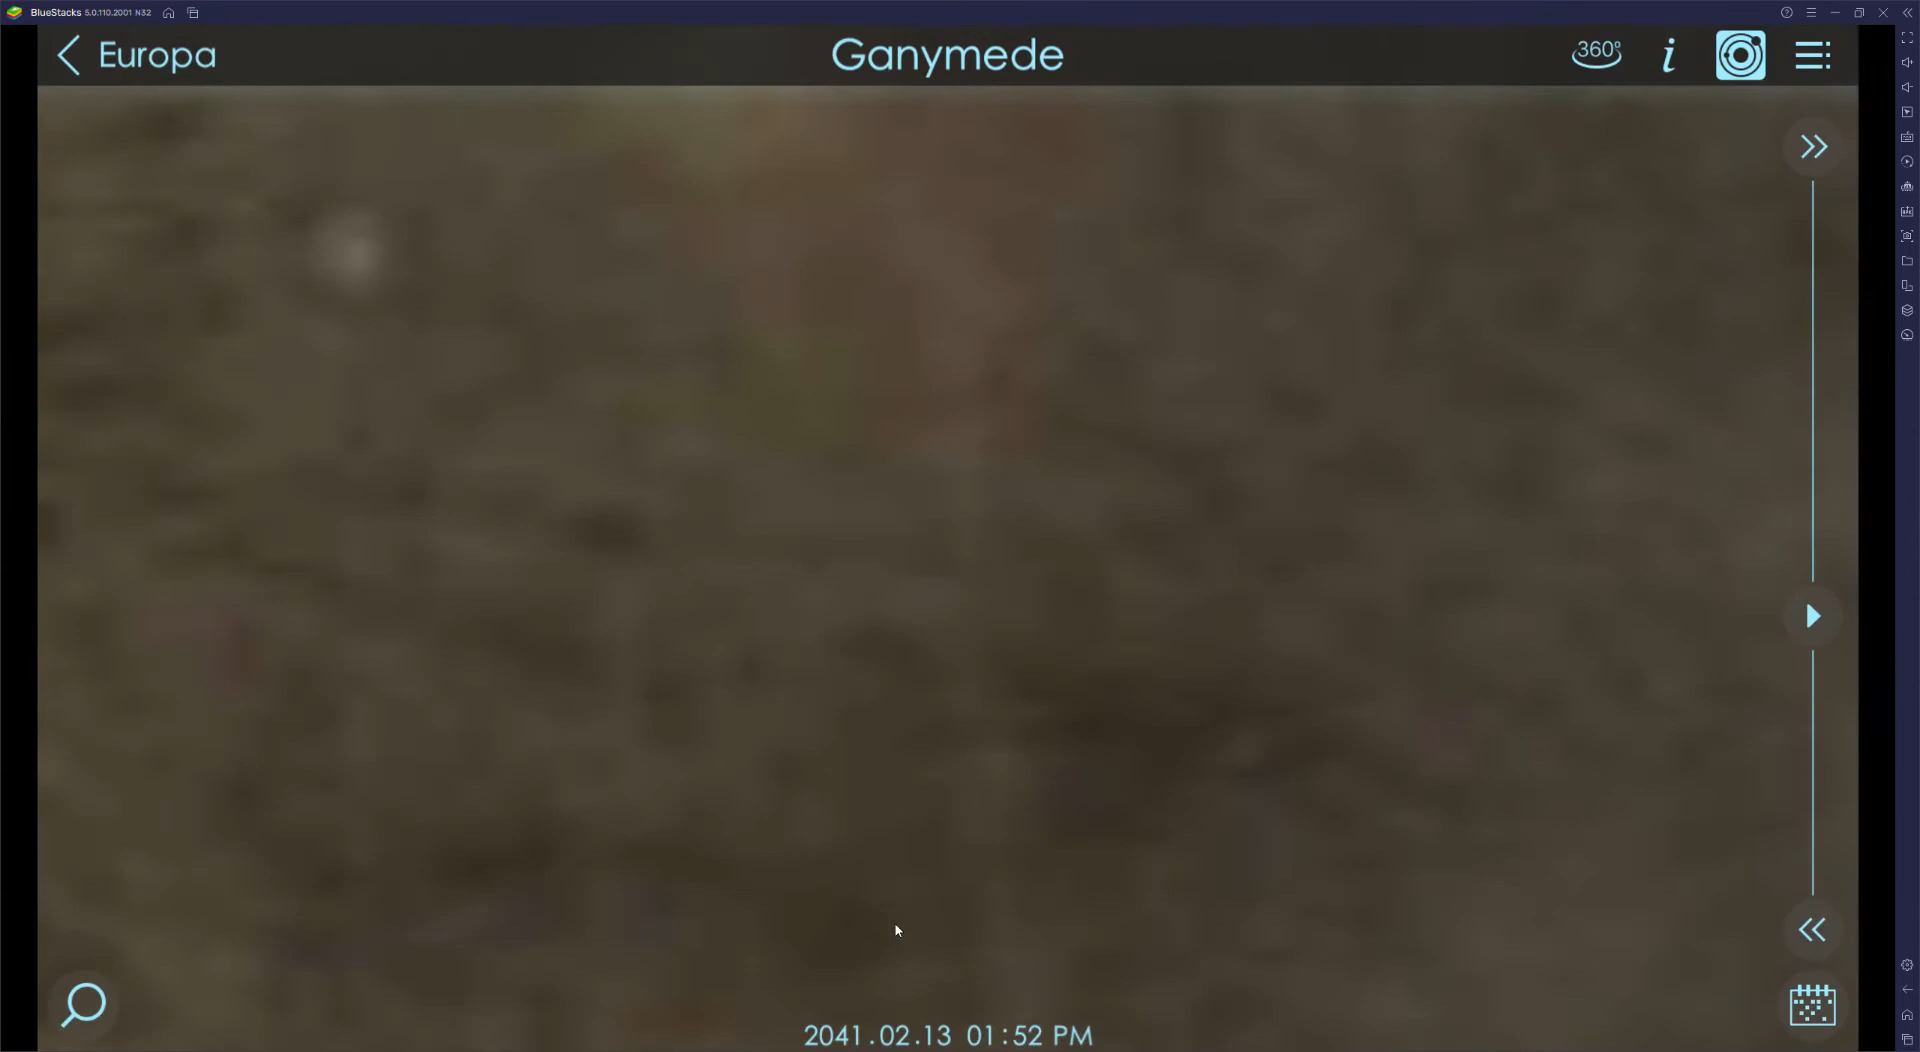 BlueStacks 5.0.110.2001 N32
Europa
Ganymede
360°
i
2041.02.13 01:52 PM